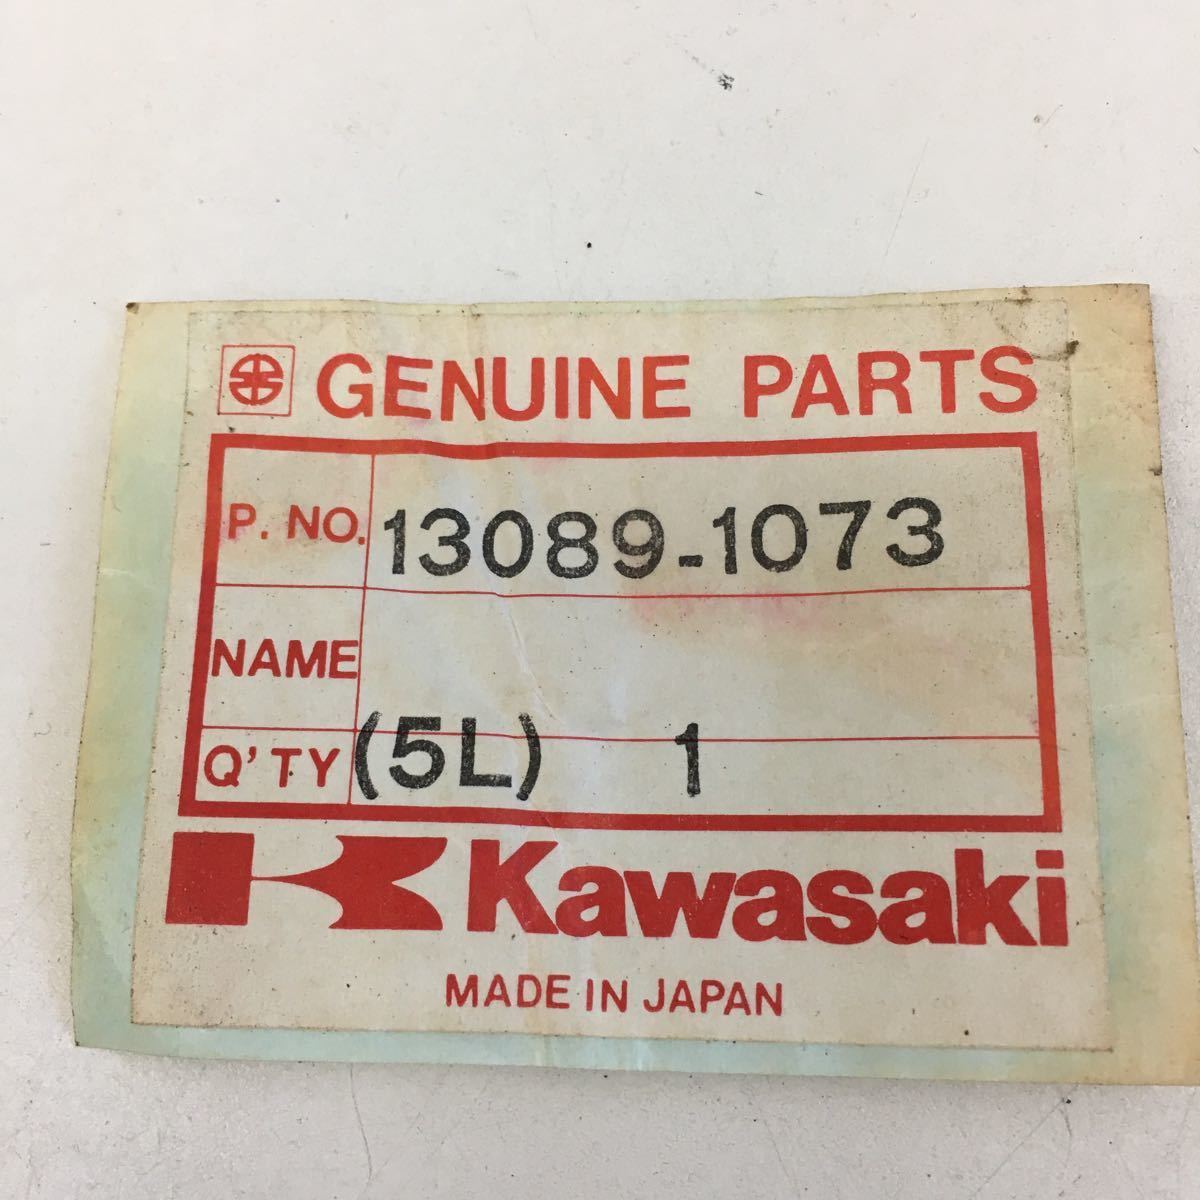 GENUINE PARTS
P. NO. 13089-1073
NAME
Q'TY (5L) 1
Kawasaki
MADE IN JAPAN